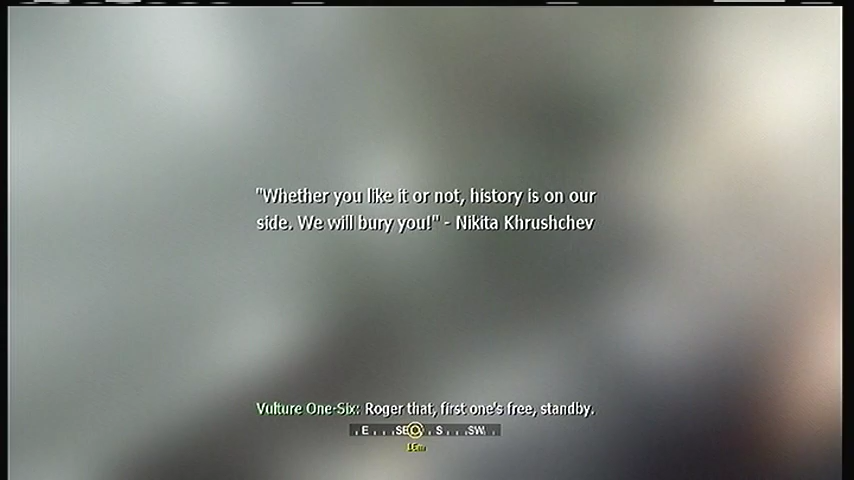 "Whether you like it or not, history is on our
side. We will bury you!" - Nikita Khrushchev
Vulture One-Six: Roger that, first one's free, standby.
E SE S SW